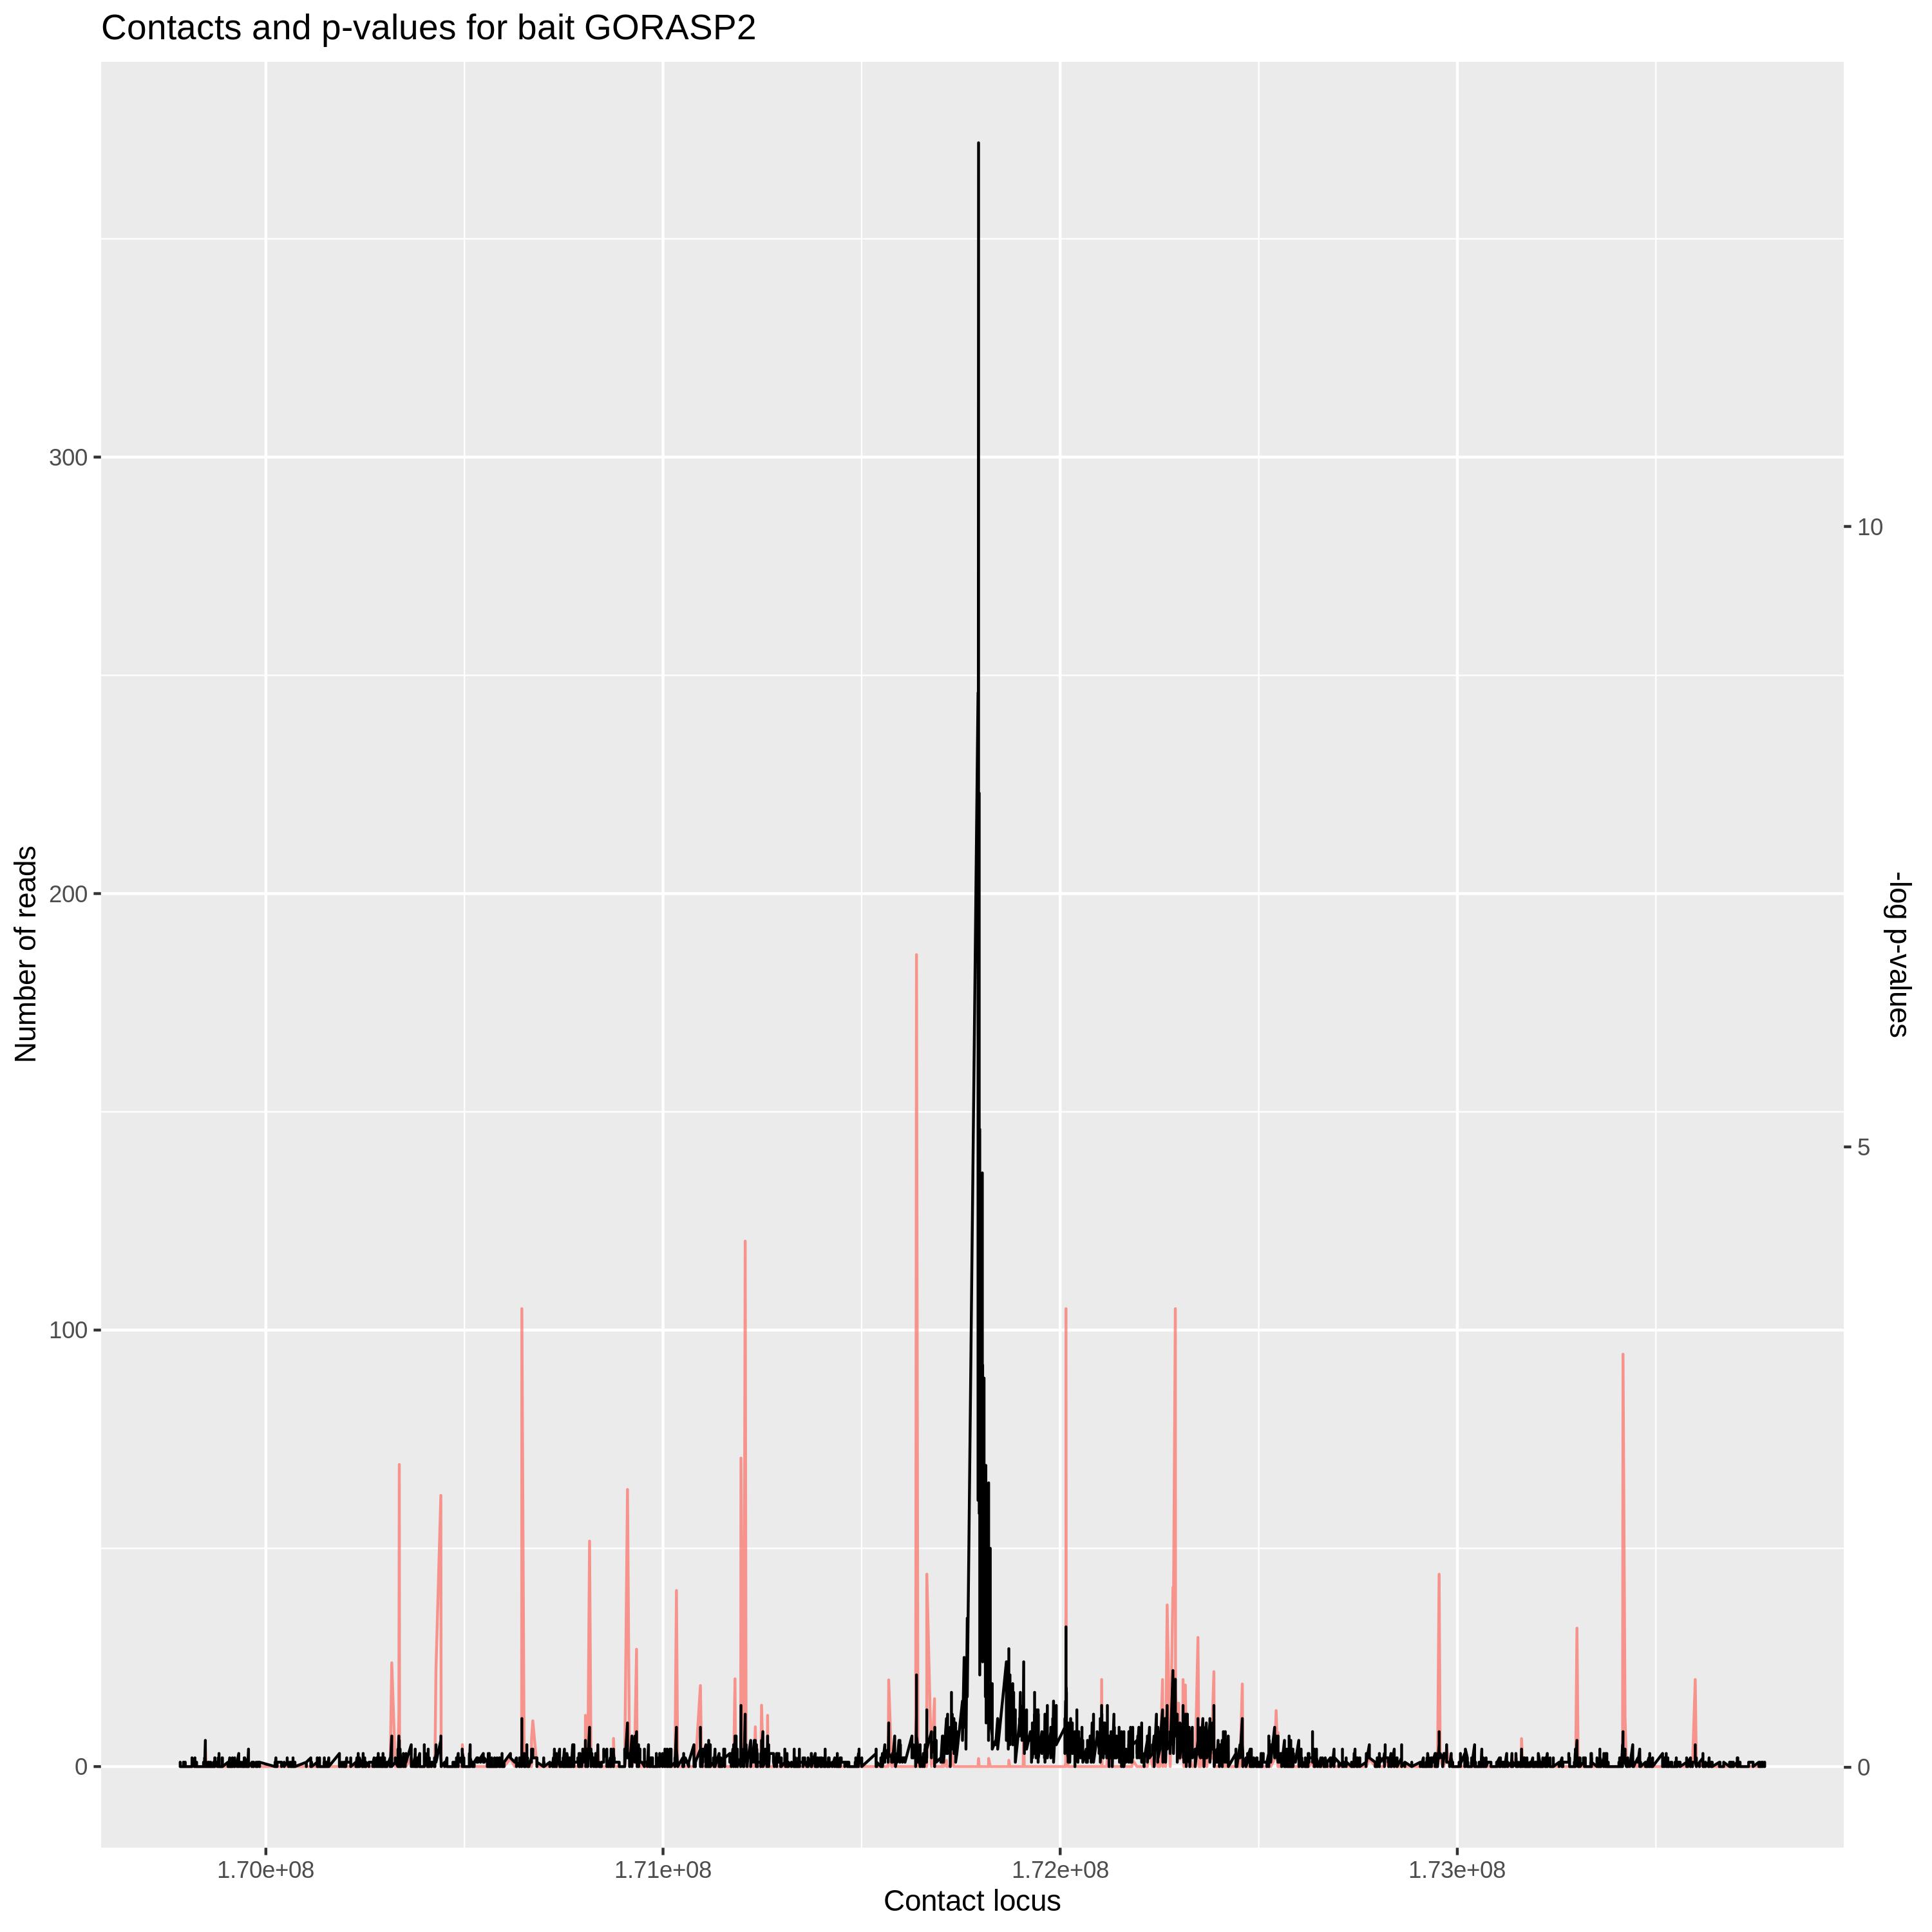 Contacts and p-values for bait GORASP2
300
200
100
0
Number of reads
10
5
0
-log p-values
1.70e+08
1.71e+08
1.72e+08
1.73e+08
Contact locus